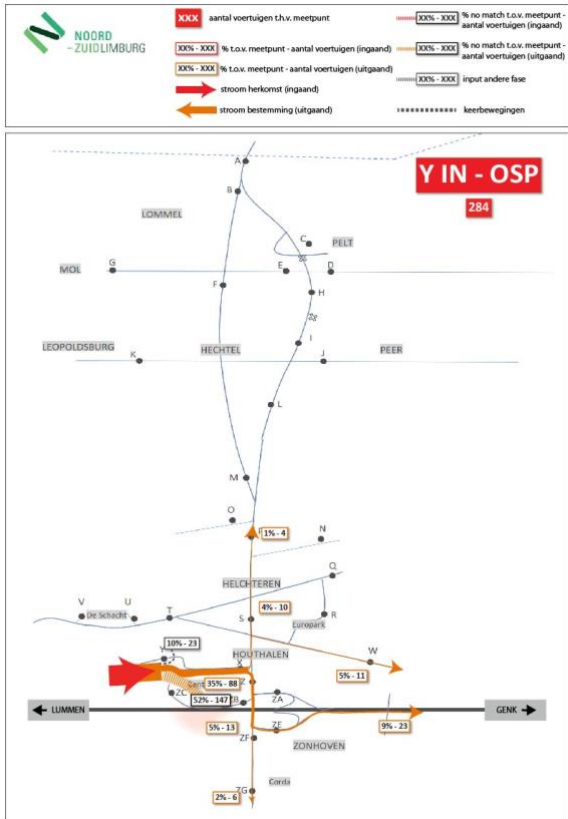 NOORD
-ZUIDLIMBURG
XXX aantal voertuigen t.h.v. meetpunt
XX% - XXX % t.o.v. meetpunt - aantal voertuigen (ingaand)
XX% - XXX % t.o.v. meetpunt - aantal voertuigen (uitgaand)
stroom herkomst (ingaand)
stroom bestemming (uitgaand)
XX% - XXX % no match t.o.v. meetpunt - aantal voertuigen (ingaand)
XX% - XXX % no match t.o.v. meetpunt - aantal voertuigen (uitgaand)
XX% - XXX input andere fase
keerbewegingen
Y IN - OSP
284
A
B
LOMMEL
C
PELT
MOL
G
E
D
F
H
I
LEOPOLDSBURG
K
HECHTEL
J
PEER
L
M
O
N
1% - 4
Q
HELCHTEREN
V
U
De Schacht
T
4% - 10
S
R
Europark
HOUTHALEN
W
10% - 23
Y
X
5% - 11
35% - 88
Z
ZC
52% - 147
ZB
ZA
LUMMEN
GENK
5% - 13
ZE
9% - 23
ZF
ZONHOVEN
Corda
ZG
2% - 6